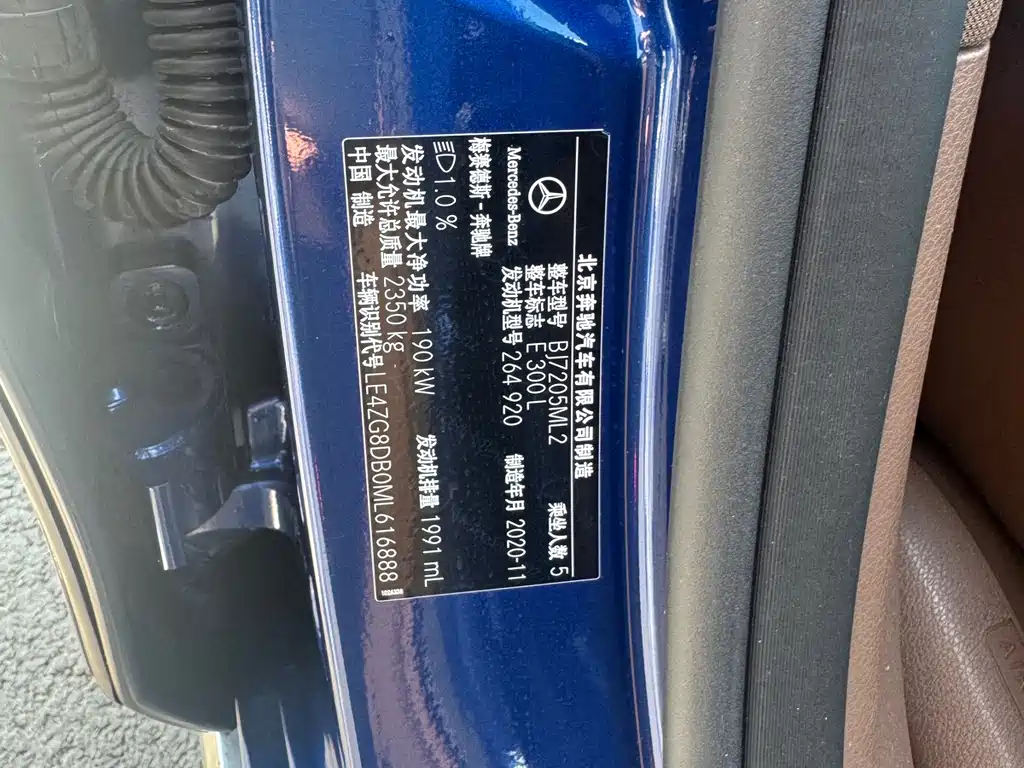 北京奔驰汽车有限公司制造
Mercedes-Benz
梅赛德斯-奔驰牌
整车型号 BJ7205ML2 乘坐人数 5
整车标志 E 300 L
发动机型号 264 920 制造年月 2020-11
1.0 %
发动机最大净功率 190 kW 发动机排量 1991 mL
最大允许总质量 2350 kg
中国 制造 车辆识别代号 LE4ZG8DB0ML616888